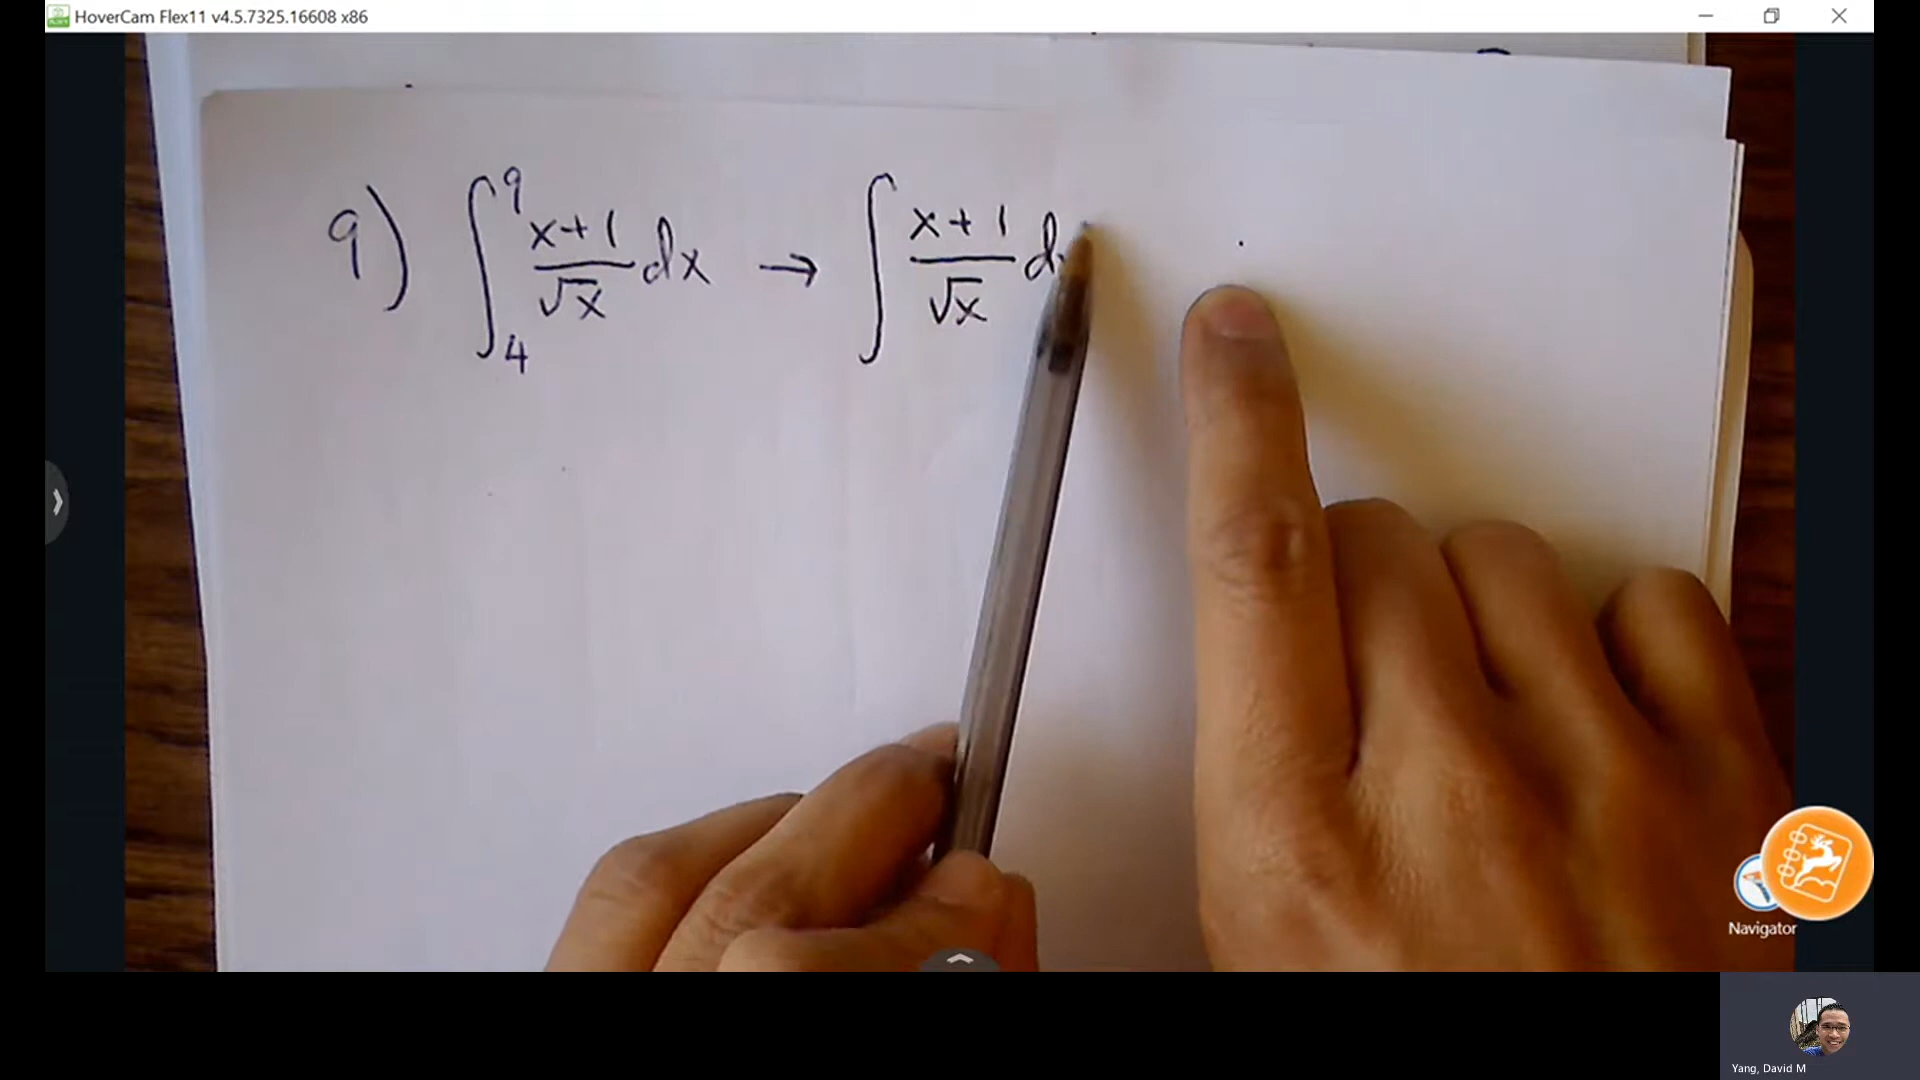 HoverCam Flex11 v4.5.7325.16608 x86
9) ∫₄⁹ (x+1)/√x dx → ∫ (x+1)/√x d
Navigator
Yang, David M